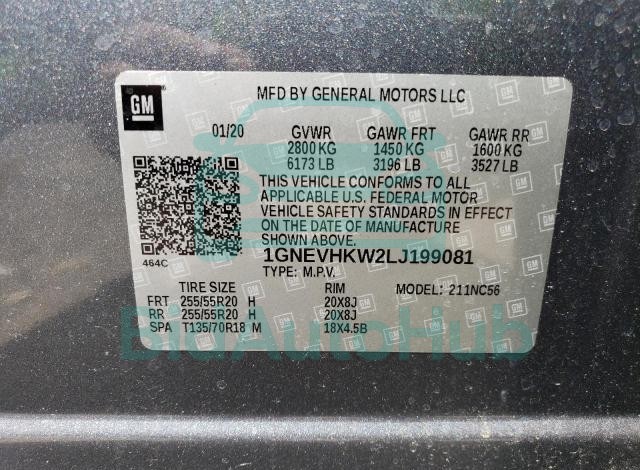 GM
MFD BY GENERAL MOTORS LLC
01/20 GVWR GAWR FRT GAWR RR
2800 KG 1450 KG 1600 KG
6173 LB 3196 LB 3527 LB
THIS VEHICLE CONFORMS TO ALL
APPLICABLE U.S. FEDERAL MOTOR
VEHICLE SAFETY STANDARDS IN EFFECT
ON THE DATE OF MANUFACTURE
SHOWN ABOVE.
464C
1GNEVHKW2LJ199081
TYPE: M.P.V. MODEL: 211NC56
TIRE SIZE RIM
FRT 255/55R20 H 20X8J
RR 255/55R20 H 20X8J
SPA T135/70R18 M 18X4.5B
BidAutoHub